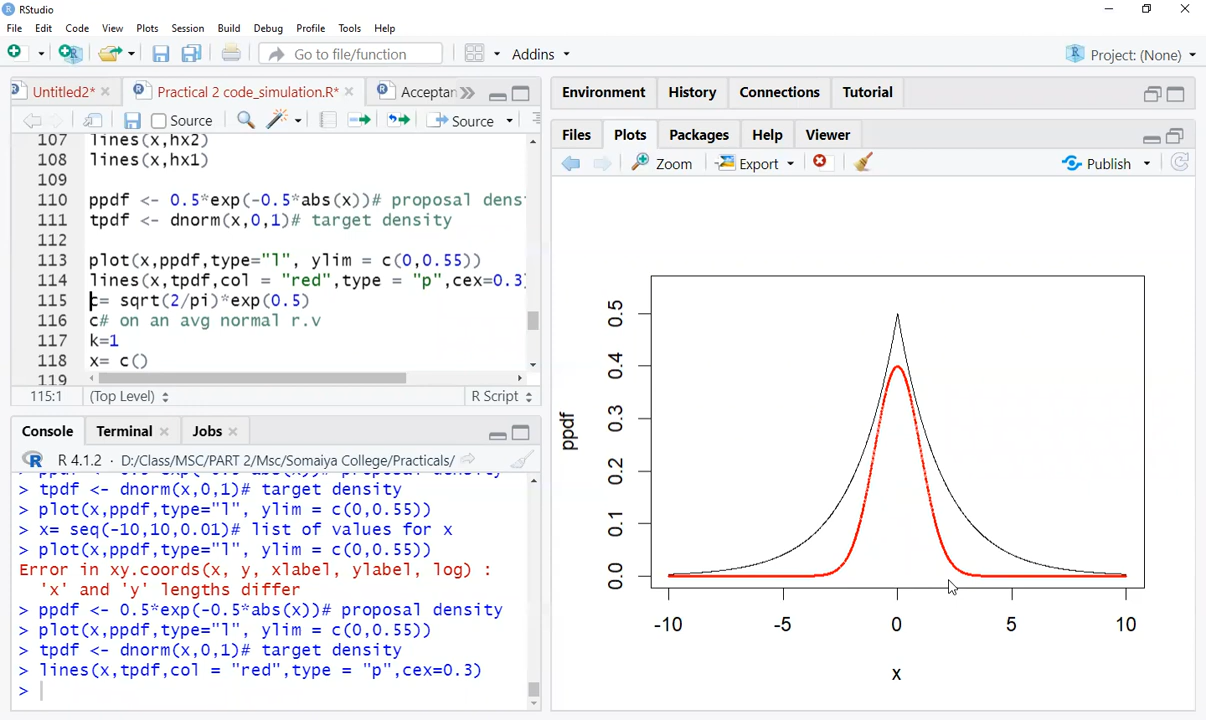 RStudio
File Edit Code View Plots Session Build Debug Profile Tools Help
Go to file/function Addins Project: (None)
Untitled2* Practical 2 code_simulation.R* Acceptan
Source Source
107 lines(x,hx2)
108 lines(x,hx1)
109
110 ppdf <- 0.5*exp(-0.5*abs(x))# proposal dens
111 tpdf <- dnorm(x,0,1)# target density
112
113 plot(x,ppdf,type="l", ylim = c(0,0.55))
114 lines(x,tpdf,col = "red",type = "p",cex=0.3
115 c= sqrt(2/pi)*exp(0.5)
116 c# on an avg normal r.v
117 k=1
118 x= c()
119
115:1 (Top Level) R Script
Console Terminal Jobs
R 4.1.2 · D:/Class/MSC/PART 2/Msc/Somaiya College/Practicals/
> tpdf <- dnorm(x,0,1)# target density
> plot(x,ppdf,type="l", ylim = c(0,0.55))
> x= seq(-10,10,0.01)# list of values for x
> plot(x,ppdf,type="l", ylim = c(0,0.55))
Error in xy.coords(x, y, xlabel, ylabel, log) :
'x' and 'y' lengths differ
> ppdf <- 0.5*exp(-0.5*abs(x))# proposal density
> plot(x,ppdf,type="l", ylim = c(0,0.55))
> tpdf <- dnorm(x,0,1)# target density
> lines(x,tpdf,col = "red",type = "p",cex=0.3)
>
Environment History Connections Tutorial
Files Plots Packages Help Viewer
Zoom Export Publish
ppdf
0.5
0.4
0.3
0.2
0.1
0.0
-10 -5 0 5 10
x